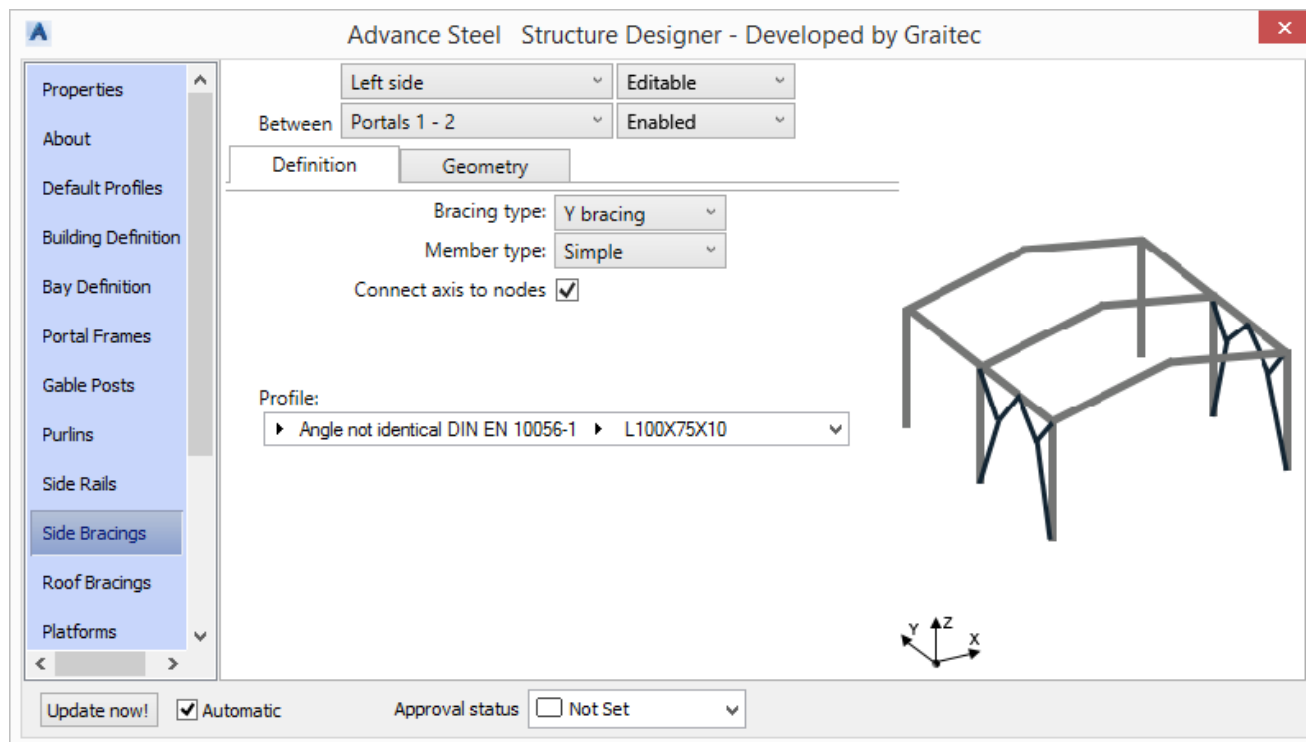 Advance Steel Structure Designer - Developed by Graitec
Properties
About
Default Profiles
Building Definition
Bay Definition
Portal Frames
Gable Posts
Purlins
Side Rails
Side Bracings
Roof Bracings
Platforms
Left side Editable
Between Portals 1 - 2 Enabled
Definition Geometry
Bracing type: Y bracing
Member type: Simple
Connect axis to nodes
Profile:
Angle not identical DIN EN 10056-1 L100X75X10
Y Z X
Update now! Automatic Approval status Not Set